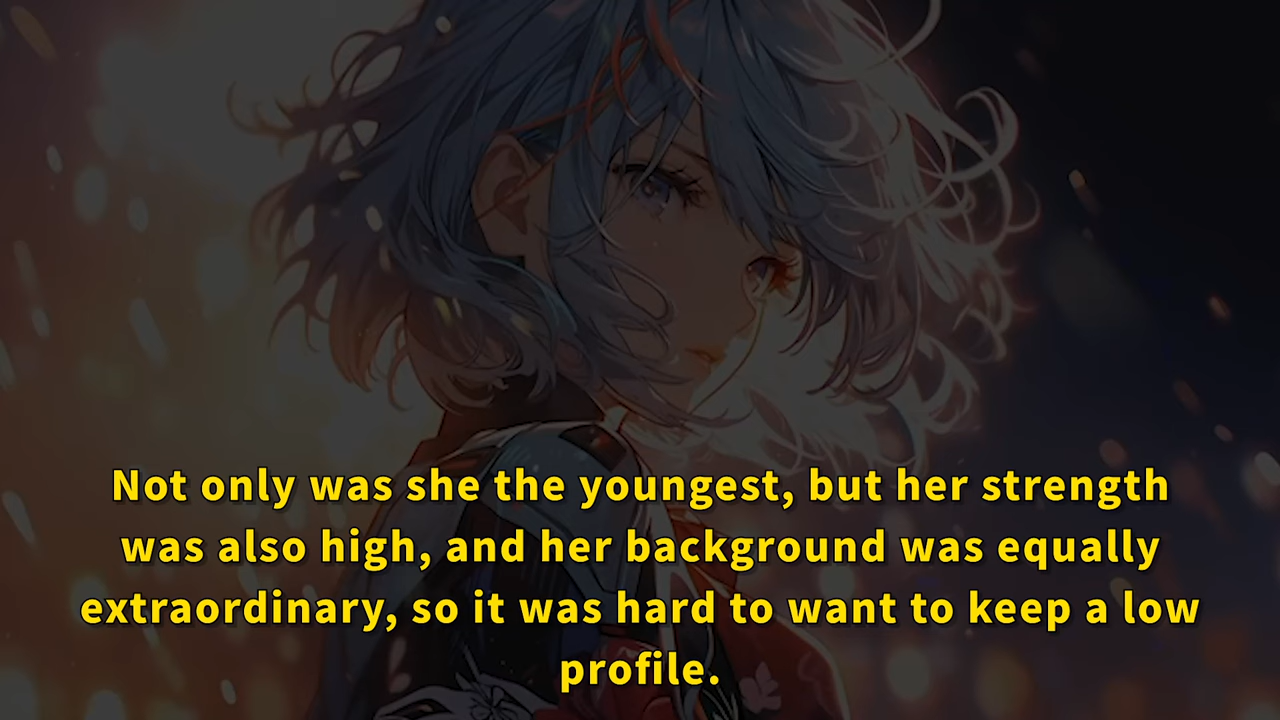 Not only was she the youngest, but her strength
was also high, and her background was equally
extraordinary, so it was hard to want to keep a low
profile.